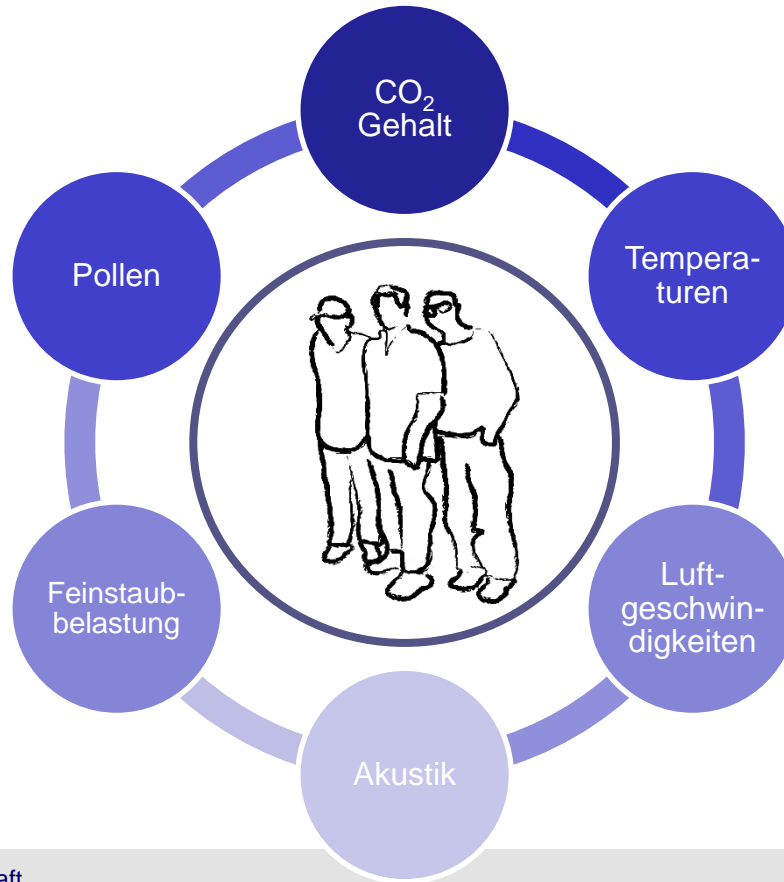 CO₂
Gehalt
Tempera-
turen
Luft-
geschwin-
digkeiten
Akustik
Feinstaub-
belastung
Pollen